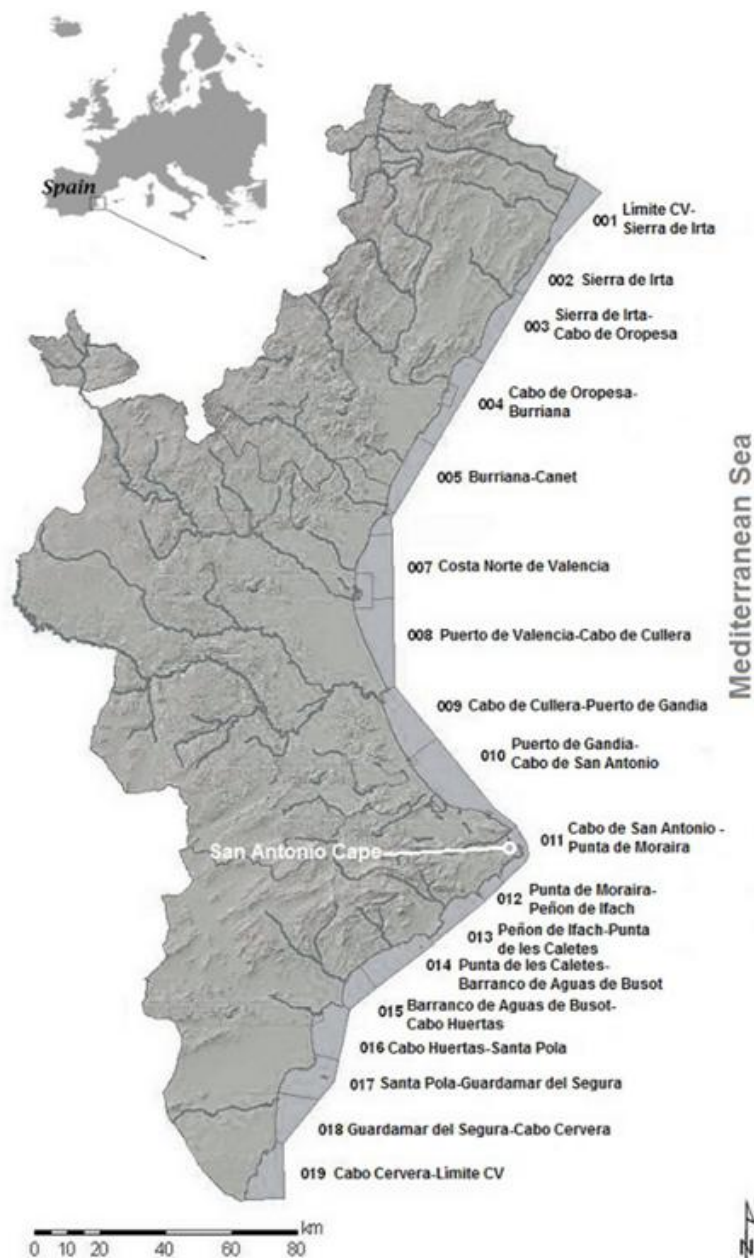 Spain
001 Limite CV-
Sierra de Irta
002 Sierra de Irta
003 Sierra de Irta-
Cabo de Oropesa
004 Cabo de Oropesa-
Burriana
005 Burriana-Canet
Mediterranean Sea
007 Costa Norte de Valencia
008 Puerto de Valencia-Cabo de Cullera
009 Cabo de Cullera-Puerto de Gandia
010 Puerto de Gandia-
Cabo de San Antonio
011 Cabo de San Antonio -
Punta de Moraira
San Antonio Cape
012 Punta de Moraira-
Peñon de Ifach
013 Peñon de Ifach-Punta
de les Caletes
014 Punta de les Caletes-
Barranco de Aguas de Busot
015 Barranco de Aguas de Busot-
Cabo Huertas
016 Cabo Huertas-Santa Pola
017 Santa Pola-Guardamar del Segura
018 Guardamar del Segura-Cabo Cervera
019 Cabo Cervera-Limite CV
km
0 10 20 40 60 80
N